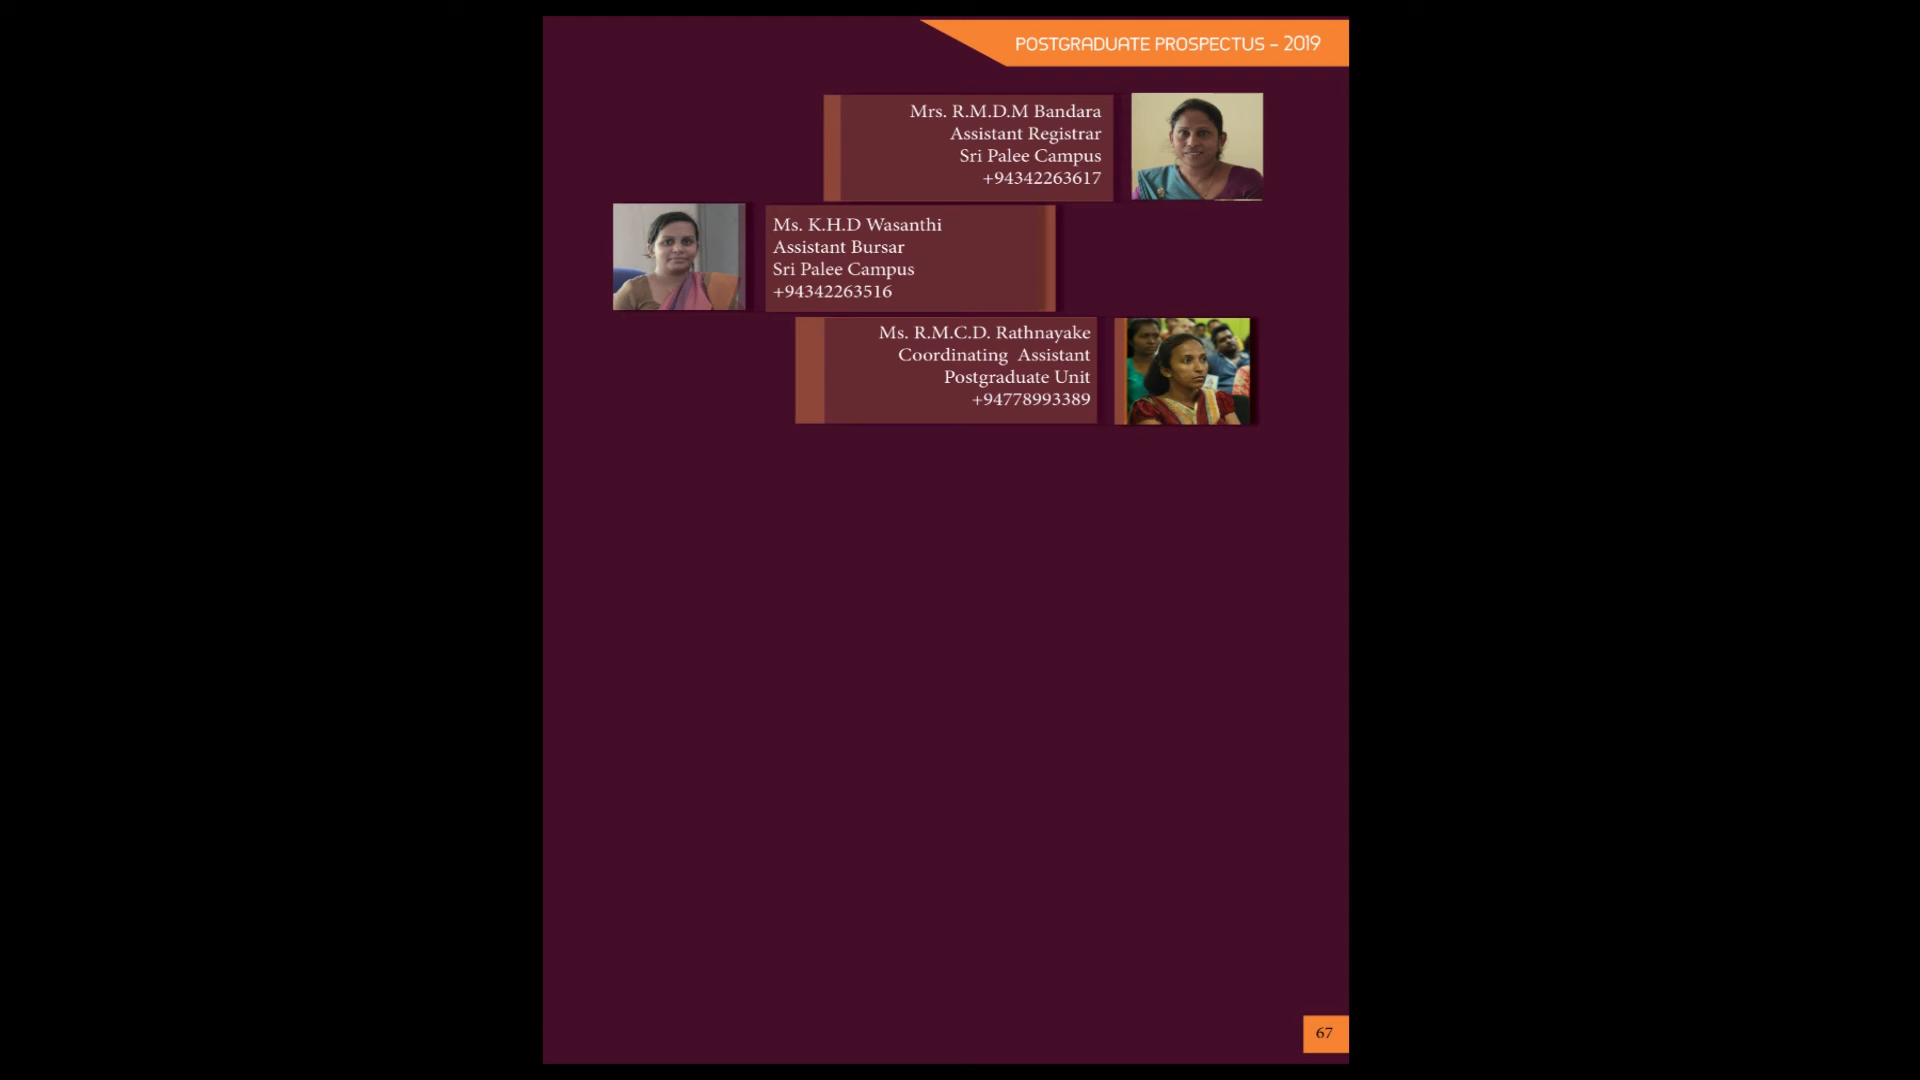 POSTGRADUATE PROSPECTUS – 2019
Mrs. R.M.D.M Bandara
Assistant Registrar
Sri Palee Campus
+94342263617
Ms. K.H.D Wasanthi
Assistant Bursar
Sri Palee Campus
+94342263516
Ms. R.M.C.D. Rathnayake
Coordinating Assistant
Postgraduate Unit
+94778993389
67